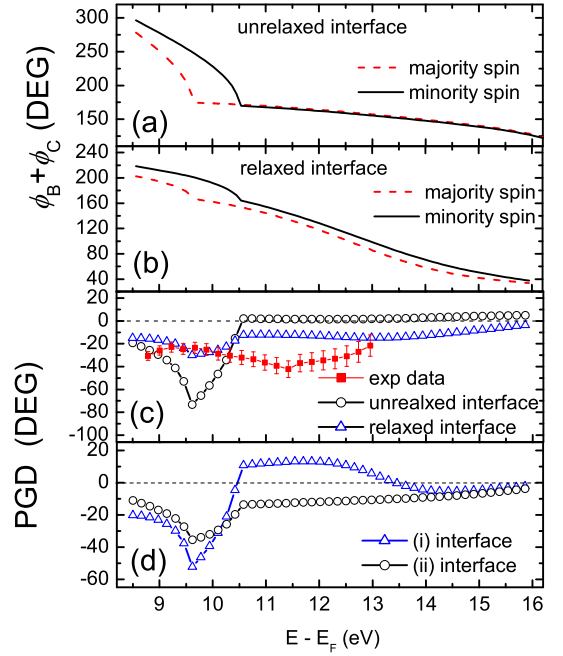 ϕB + ϕC (DEG)
300
250
200
150
100
unrelaxed interface
majority spin
minority spin
(a)
240
200
160
120
80
40
relaxed interface
majority spin
minority spin
(b)
PGD (DEG)
20
0
-20
-40
-60
-80
-100
exp data
unrealxed interface
relaxed interface
(c)
20
0
-20
-40
-60
(i) interface
(ii) interface
(d)
9 10 11 12 13 14 15 16
E - EF (eV)